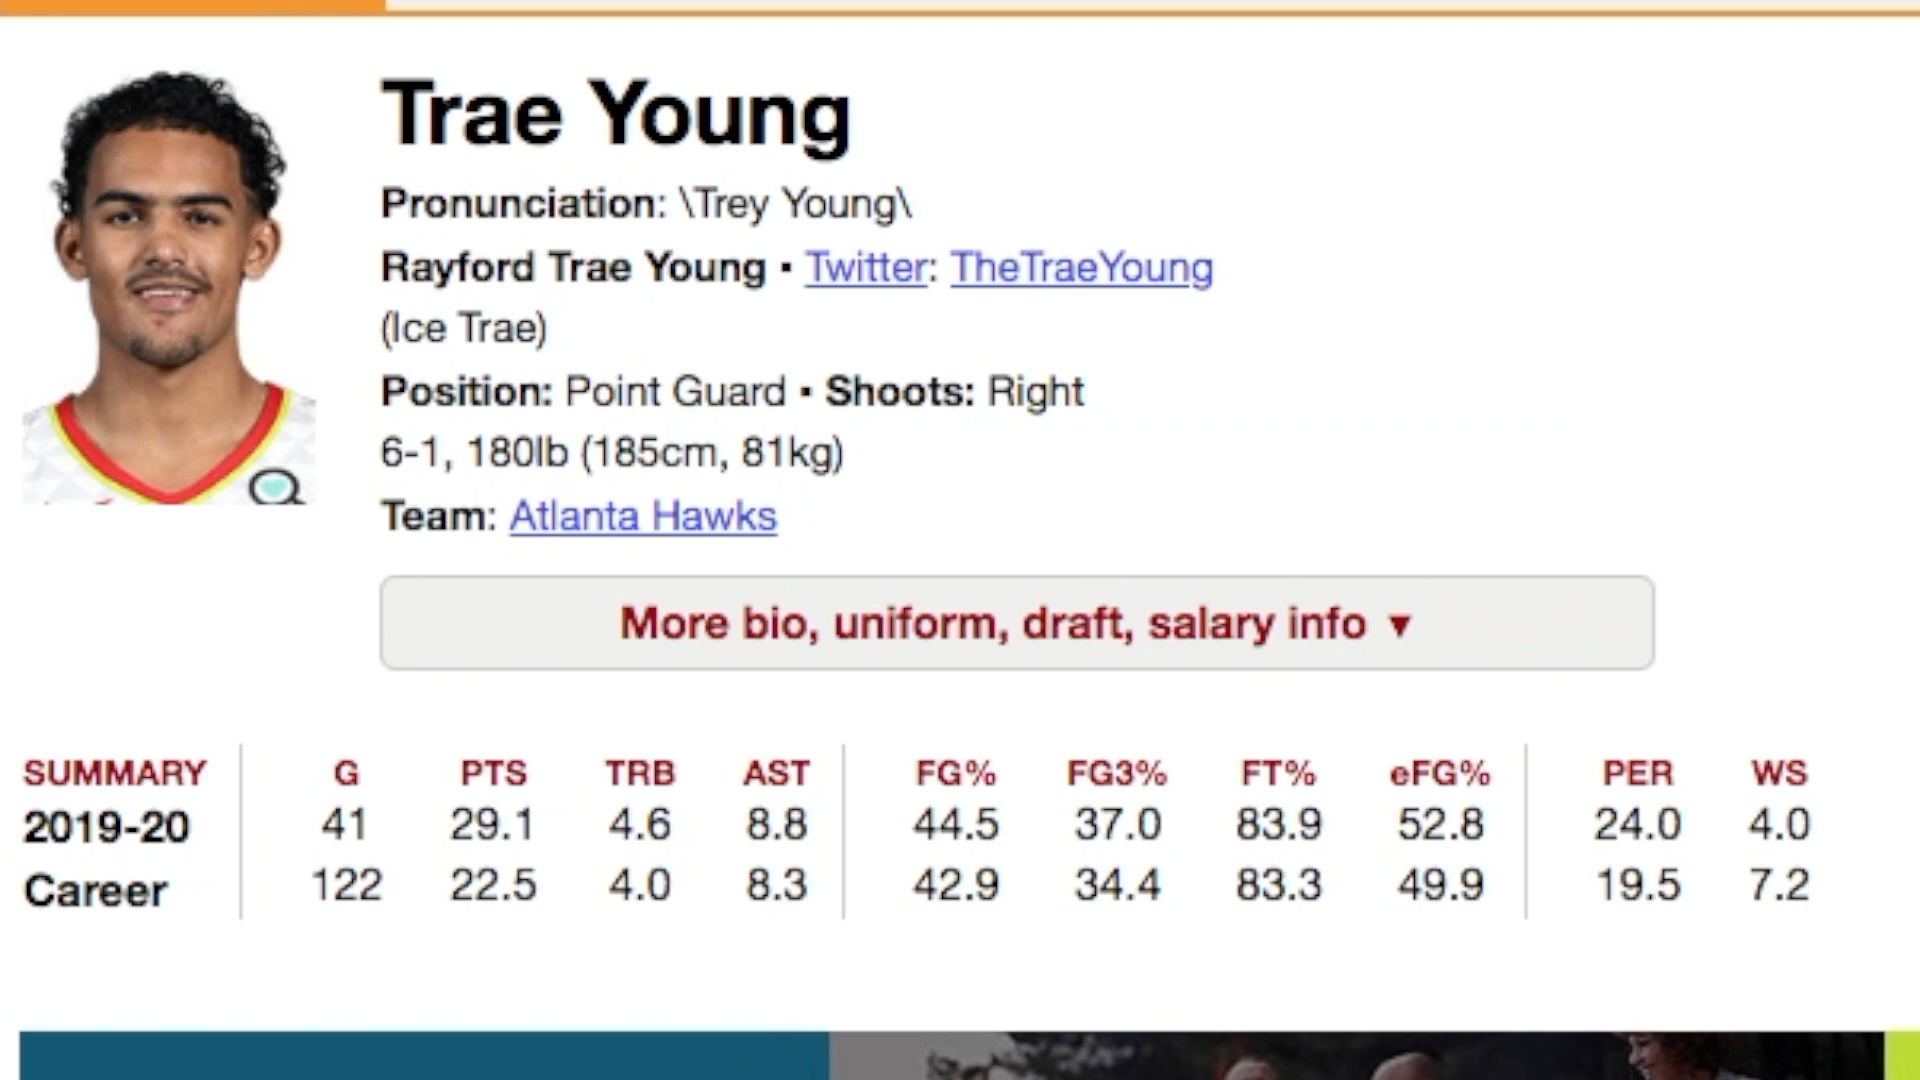 Trae Young
Pronunciation: \Trey Young\
Rayford Trae Young ▪ Twitter: TheTraeYoung
(Ice Trae)
Position: Point Guard ▪ Shoots: Right
6-1, 180lb (185cm, 81kg)
Team: Atlanta Hawks
More bio, uniform, draft, salary info ▼
SUMMARY G PTS TRB AST FG% FG3% FT% eFG% PER WS
2019-20 41 29.1 4.6 8.8 44.5 37.0 83.9 52.8 24.0 4.0
Career 122 22.5 4.0 8.3 42.9 34.4 83.3 49.9 19.5 7.2